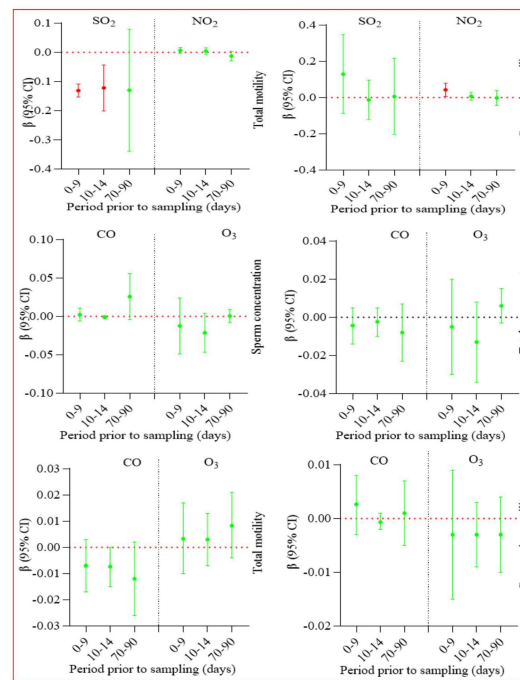 SO₂ NO₂
0.1
0.0
-0.1
-0.2
-0.3
-0.4
β (95% CI)
0-9 10-14 70-90 0-9 10-14 70-90
Period prior to sampling (days)
Total motility
SO₂ NO₂
0.4
0.2
0.0
-0.2
-0.4
β (95% CI)
0-9 10-14 70-90 0-9 10-14 70-90
Period prior to sampling (days)
CO O₃
0.10
0.05
0.00
-0.05
-0.10
β (95% CI)
0-9 10-14 70-90 0-9 10-14 70-90
Period prior to sampling (days)
Sperm concentration
CO O₃
0.04
0.02
0.00
-0.02
-0.04
β (95% CI)
0-9 10-14 70-90 0-9 10-14 70-90
Period prior to sampling (days)
CO O₃
0.03
0.02
0.01
0.00
-0.01
-0.02
-0.03
β (95% CI)
0-9 10-14 70-90 0-9 10-14 70-90
Period prior to sampling (days)
Total motility
CO O₃
0.01
0.00
-0.01
-0.02
β (95% CI)
0-9 10-14 70-90 0-9 10-14 70-90
Period prior to sampling (days)